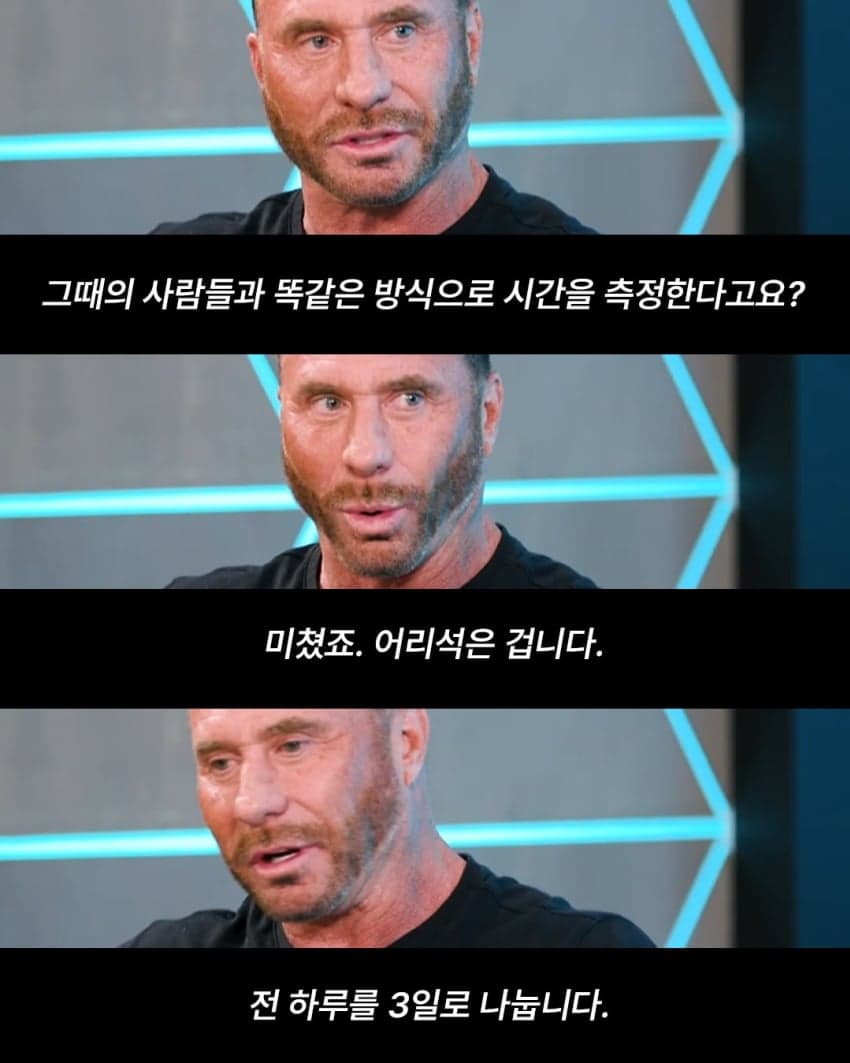 그때의 사람들과 똑같은 방식으로 시간을 측정한다고요?
미쳤죠. 어리석은 겁니다.
전 하루를 3일로 나눕니다.